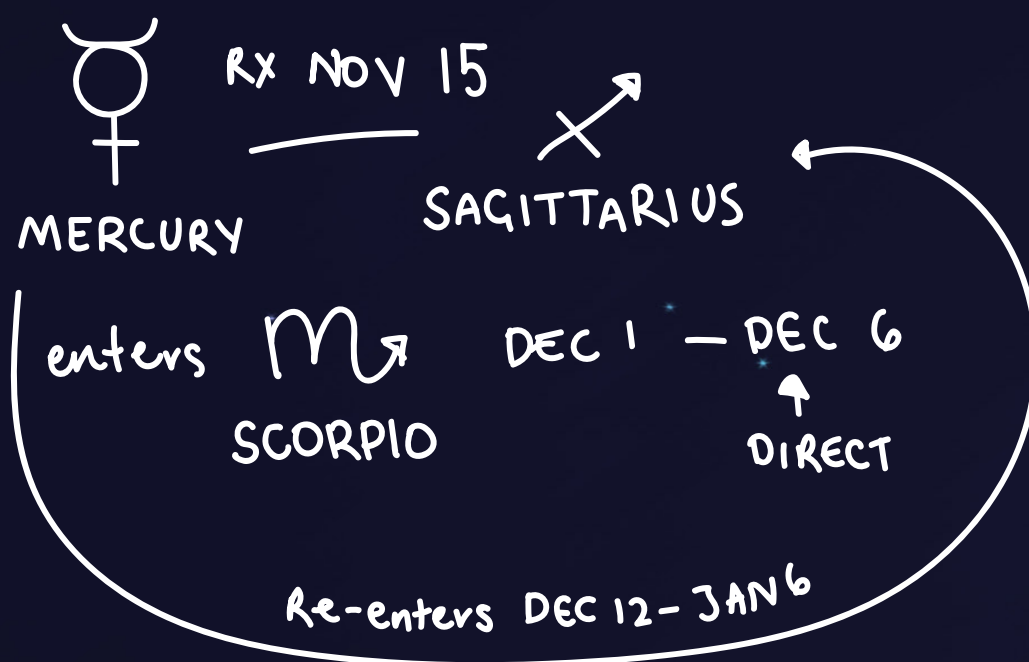 RX NOV 15
MERCURY
SAGITTARIUS
enters
DEC 1 – DEC 6
SCORPIO
DIRECT
Re-enters DEC 12 – JAN 6